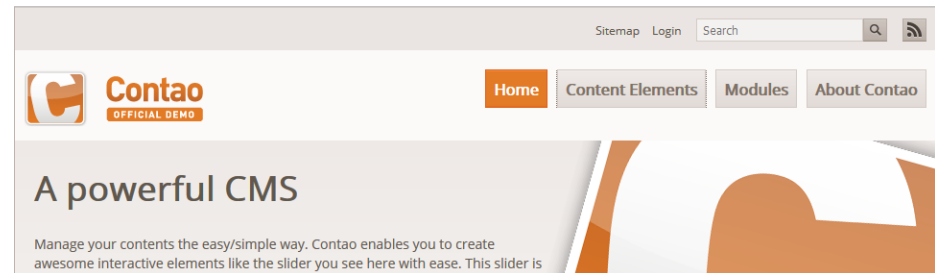 Sitemap Login Search
Contao
OFFICIAL DEMO
Home Content Elements Modules About Contao
A powerful CMS
Manage your contents the easy/simple way. Contao enables you to create
awesome interactive elements like the slider you see here with ease. This slider is